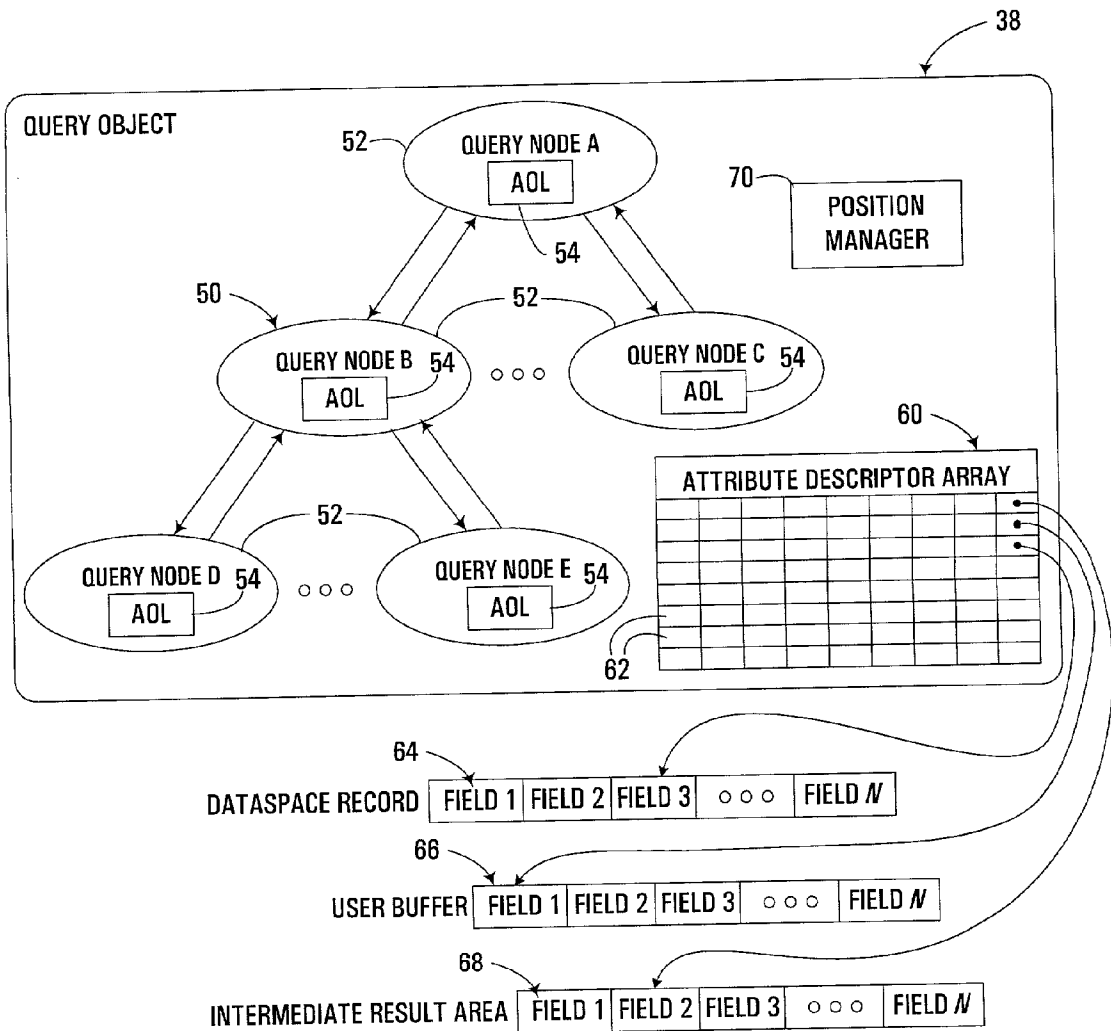 38
QUERY OBJECT
52
QUERY NODE A
AOL
54
70
POSITION
MANAGER
50
52
QUERY NODE B
54
AOL
○○○
QUERY NODE C
54
AOL
60
ATTRIBUTE DESCRIPTOR ARRAY
52
QUERY NODE D
54
AOL
○○○
QUERY NODE E
54
AOL
62
64
DATASPACE RECORD FIELD 1 FIELD 2 FIELD 3 ○○○ FIELD N
66
USER BUFFER FIELD 1 FIELD 2 FIELD 3 ○○○ FIELD N
68
INTERMEDIATE RESULT AREA FIELD 1 FIELD 2 FIELD 3 ○○○ FIELD N